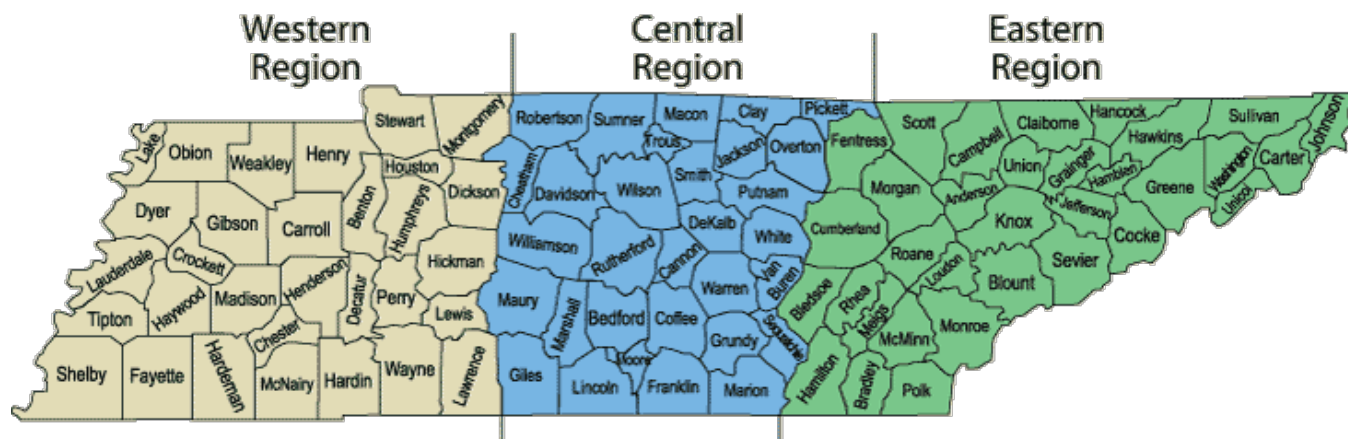 Western
Region
Central
Region
Eastern
Region
Lake
Obion
Weakley
Henry
Stewart
Montgomery
Houston
Dickson
Dyer
Gibson
Carroll
Benton
Humphreys
Hickman
Lauderdale
Crockett
Haywood
Madison
Henderson
Decatur
Perry
Lewis
Tipton
Chester
Shelby
Fayette
Hardeman
McNairy
Hardin
Wayne
Lawrence
Robertson
Sumner
Macon
Trous
Clay
Pickett
Cheatham
Davidson
Wilson
Smith
Jackson
Overton
Putnam
Williamson
Rutherford
Cannon
DeKalb
White
Van
Buren
Warren
Maury
Marshall
Bedford
Coffee
Grundy
Sequatchie
Moore
Giles
Lincoln
Franklin
Marion
Fentress
Scott
Campbell
Claiborne
Hancock
Hawkins
Sullivan
Johnson
Carter
Washington
Unicoi
Greene
Hamblen
Grainger
Union
Anderson
Morgan
Cumberland
Roane
Knox
Jefferson
Cocke
Sevier
Blount
Loudon
Monroe
McMinn
Meigs
Rhea
Bledsoe
Hamilton
Bradley
Polk